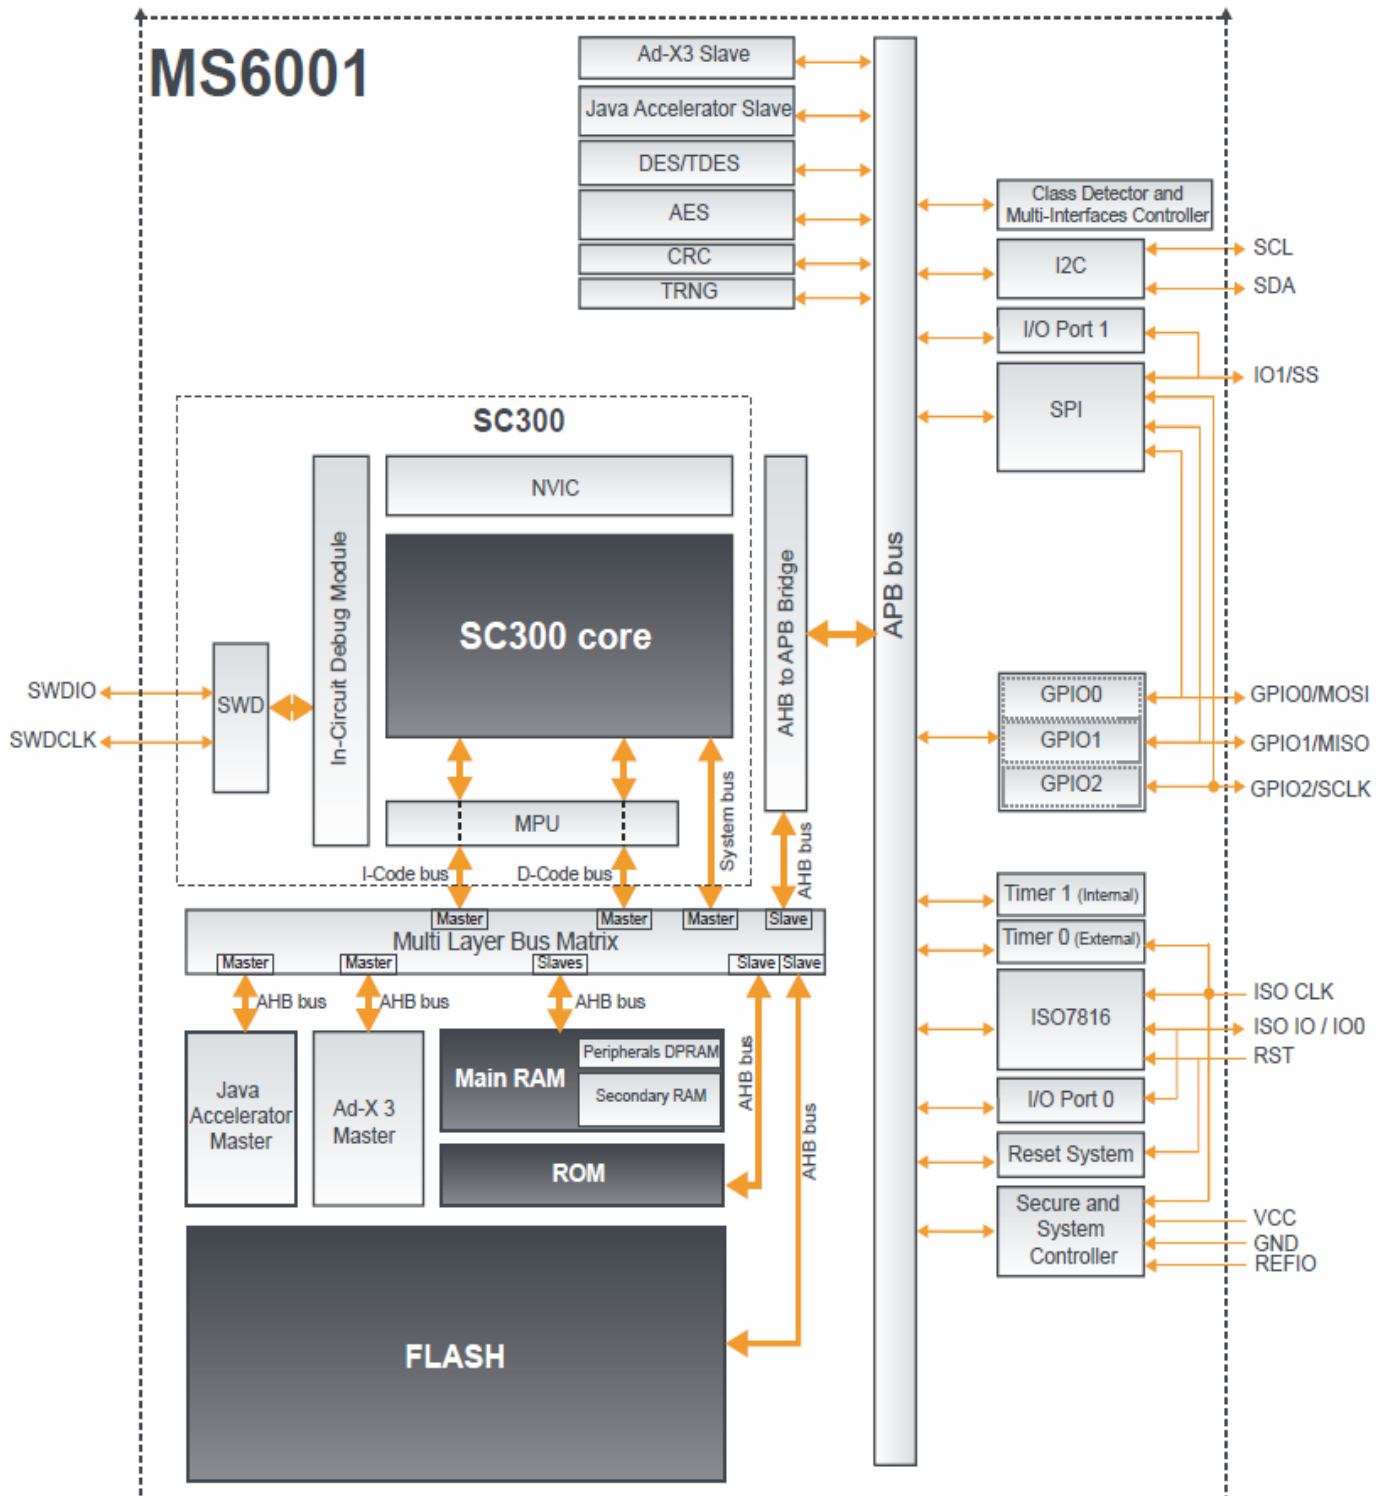 MS6001
Ad-X3 Slave
Java Accelerator Slave
DES/TDES
AES
CRC
TRNG
APB bus
Class Detector and
Multi-Interfaces Controller
I2C
SCL
SDA
I/O Port 1
IO1/SS
SPI
SC300
NVIC
In-Circuit Debug Module
SC300 core
AHB to APB Bridge
SWDIO
SWD
SWDCLK
MPU
System bus
AHB bus
I-Code bus
D-Code bus
GPIO0
GPIO0/MOSI
GPIO1
GPIO1/MISO
GPIO2
GPIO2/SCLK
Master
Master
Master
Slave
Multi Layer Bus Matrix
Master
Master
Slaves
Slave
Slave
AHB bus
AHB bus
AHB bus
AHB bus
AHB bus
Java
Accelerator
Master
Ad-X 3
Master
Main RAM
Peripherals DPRAM
Secondary RAM
ROM
FLASH
Timer 1 (Internal)
Timer 0 (External)
ISO7816
ISO CLK
ISO IO / IO0
RST
I/O Port 0
Reset System
Secure and
System
Controller
VCC
GND
REFIO